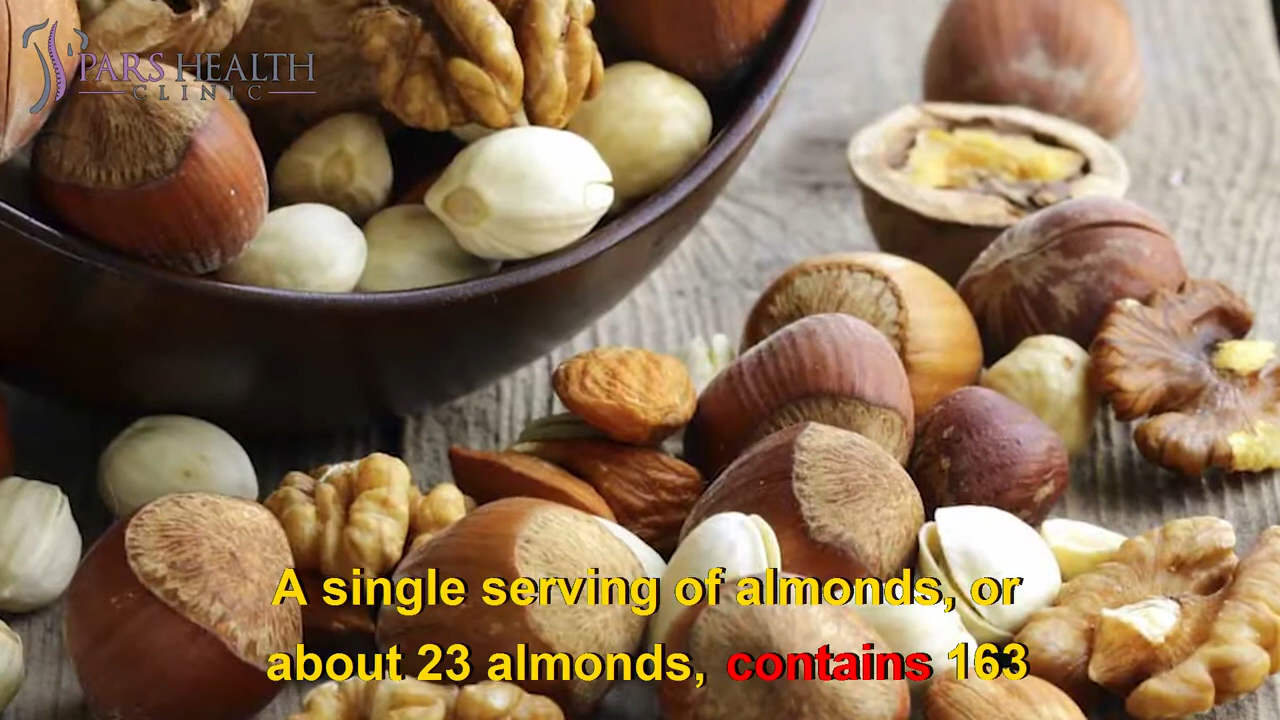 PARS HEALTH
CLINIC
A single serving of almonds, or
about 23 almonds, contains 163